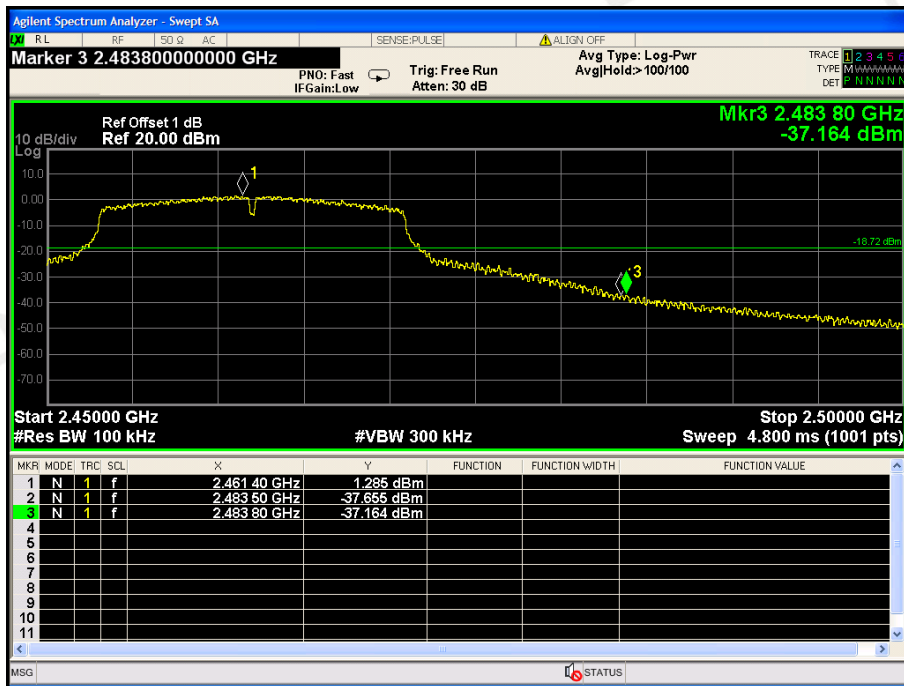 Agilent Spectrum Analyzer - Swept SA
LXI RL RF 50 Ω AC SENSE:PULSE ALIGN OFF
Marker 3 2.483800000000 GHz
PNO: Fast
IFGain:Low
Trig: Free Run
Atten: 30 dB
Avg Type: Log-Pwr
Avg|Hold:>100/100
TRACE 1 2 3 4 5 6
TYPE M
DET P N N N N N
Mkr3 2.483 80 GHz
-37.164 dBm
Ref Offset 1 dB
10 dB/div Ref 20.00 dBm
Log
10.0
0.00
-10.0
-20.0
-30.0
-40.0
-50.0
-60.0
-70.0
1
-18.72 dBm
3
Start 2.45000 GHz Stop 2.50000 GHz
#Res BW 100 kHz #VBW 300 kHz Sweep 4.800 ms (1001 pts)
MKR MODE TRC SCL X Y FUNCTION FUNCTION WIDTH FUNCTION VALUE
1 N 1 f 2.461 40 GHz 1.285 dBm
2 N 1 f 2.483 50 GHz -37.655 dBm
3 N 1 f 2.483 80 GHz -37.164 dBm
4
5
6
7
8
9
10
11
MSG STATUS